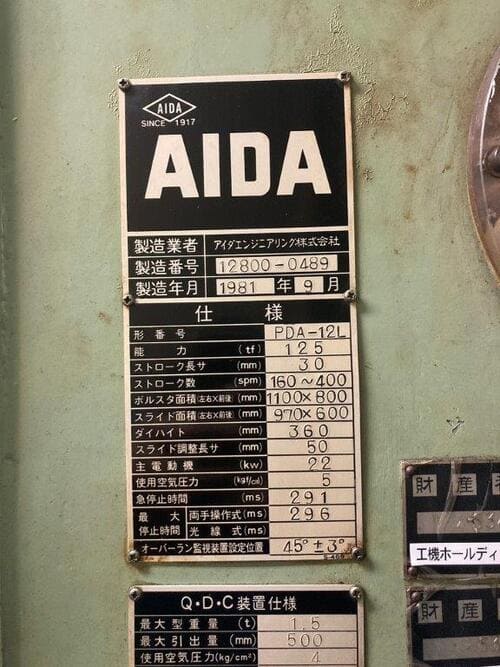 AIDA
SINCE 1917
AIDA
製造業者 アイダエンジニアリング株式会社
製造番号 12800-0489
製造年月 1981 年 9 月
仕 様
形番号 PDA-12L
能 力 (tf) 125
ストローク長サ (mm) 30
ストローク数 (spm) 160~400
ボルスタ面積(左右×前後) (mm) 1100×800
スライド面積(左右×前後) (mm) 970×600
ダイハイト (mm) 360
スライド調整長サ (mm) 50
主電動機 (kw) 22
使用空気圧力 (kgf/c㎡) 5
急停止時間 (ms) 291
最 大 両手操作式 (ms) 296
停止時間 光線式 (ms)
オーバーラン監視装置設定位置 45°±3°
Q・D・C装置仕様
最大型重量 (t) 1.5
最大引出量 (mm) 500
使用空気圧力 (kg/cm²) 4
財産
工機ホールディ
財産